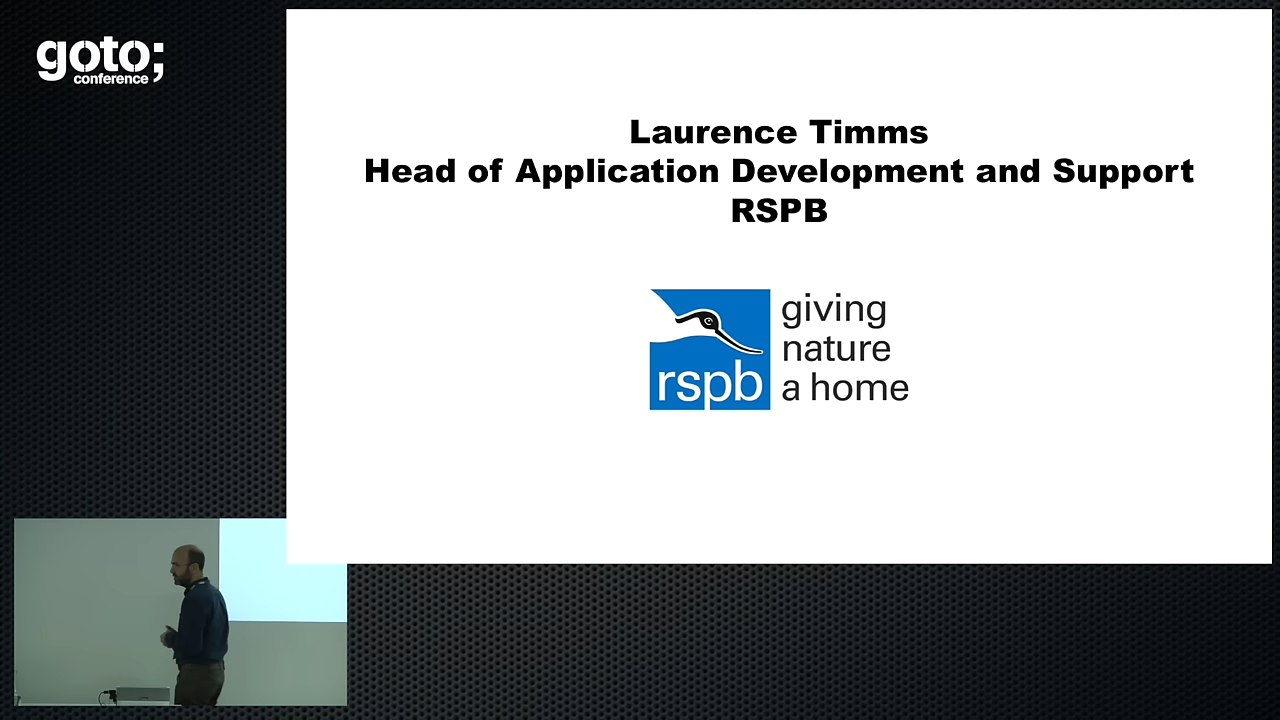 goto;
conference
Laurence Timms
Head of Application Development and Support
RSPB
rspb
giving
nature
a home